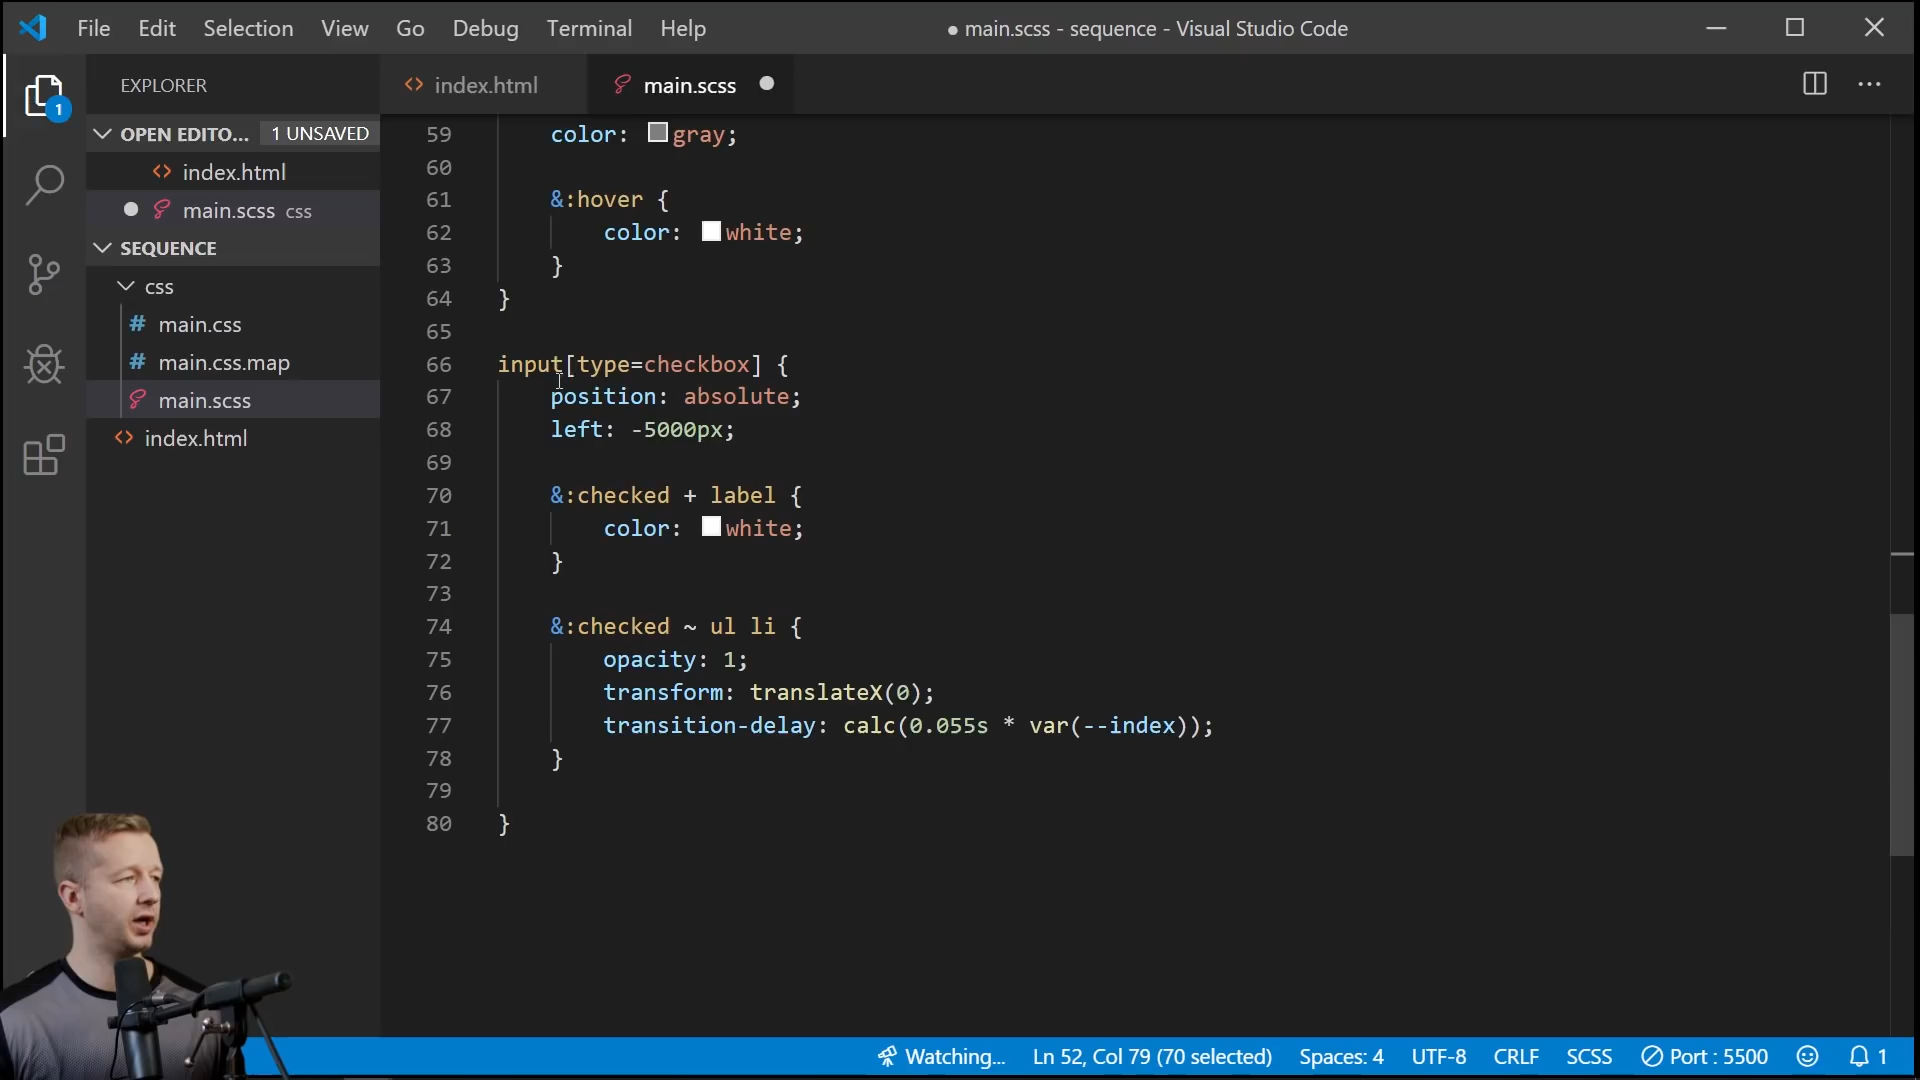 File Edit Selection View Go Debug Terminal Help
● main.scss - sequence - Visual Studio Code
EXPLORER
OPEN EDITO... 1 UNSAVED
index.html
main.scss css
SEQUENCE
css
main.css
main.css.map
main.scss
index.html
1
index.html
main.scss
59 color: gray;
60
61 &:hover {
62 color: white;
63 }
64 }
65
66 input[type=checkbox] {
67 position: absolute;
68 left: -5000px;
69
70 &:checked + label {
71 color: white;
72 }
73
74 &:checked ~ ul li {
75 opacity: 1;
76 transform: translateX(0);
77 transition-delay: calc(0.055s * var(--index));
78 }
79
80 }
Watching... Ln 52, Col 79 (70 selected) Spaces: 4 UTF-8 CRLF SCSS Port : 5500 1